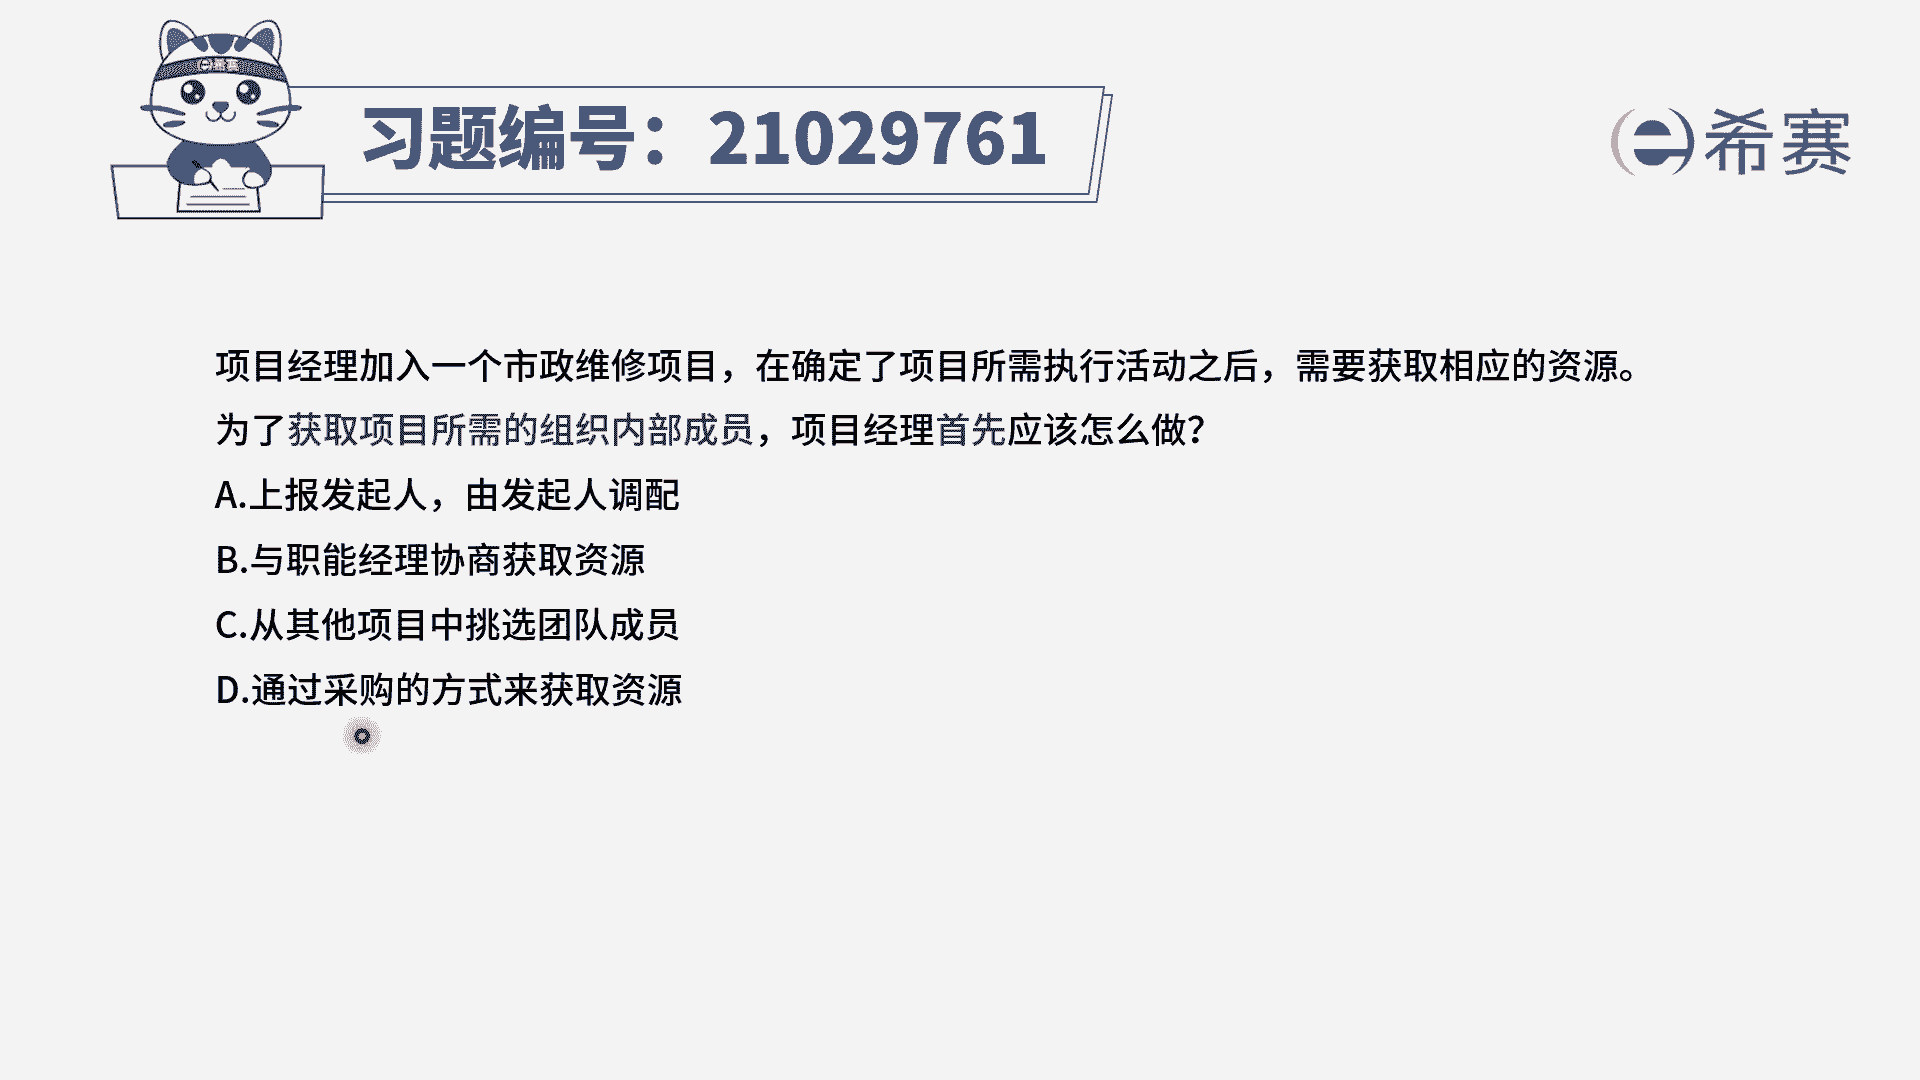 e希赛
习题编号：21029761
e希赛
项目经理加入一个市政维修项目，在确定了项目所需执行活动之后，需要获取相应的资源。
为了获取项目所需的组织内部成员，项目经理首先应该怎么做？
A.上报发起人，由发起人调配
B.与职能经理协商获取资源
C.从其他项目中挑选团队成员
D.通过采购的方式来获取资源